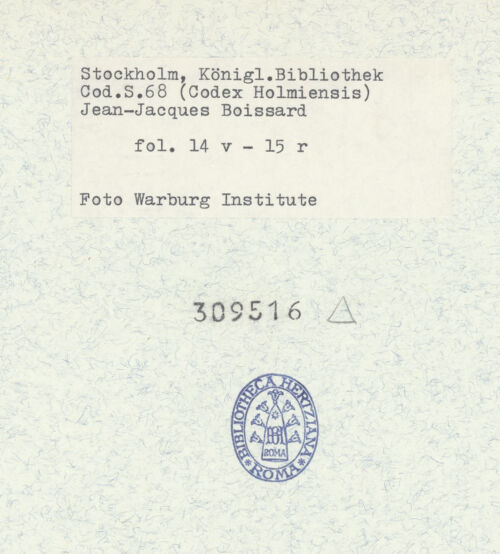 Stockholm, Königl.Bibliothek
Cod.S.68 (Codex Holmiensis)
Jean-Jacques Boissard
fol. 14 v - 15 r
Foto Warburg Institute
309516
BIBLIOTHECA HERTZIANA
ROMA
* ROMA *